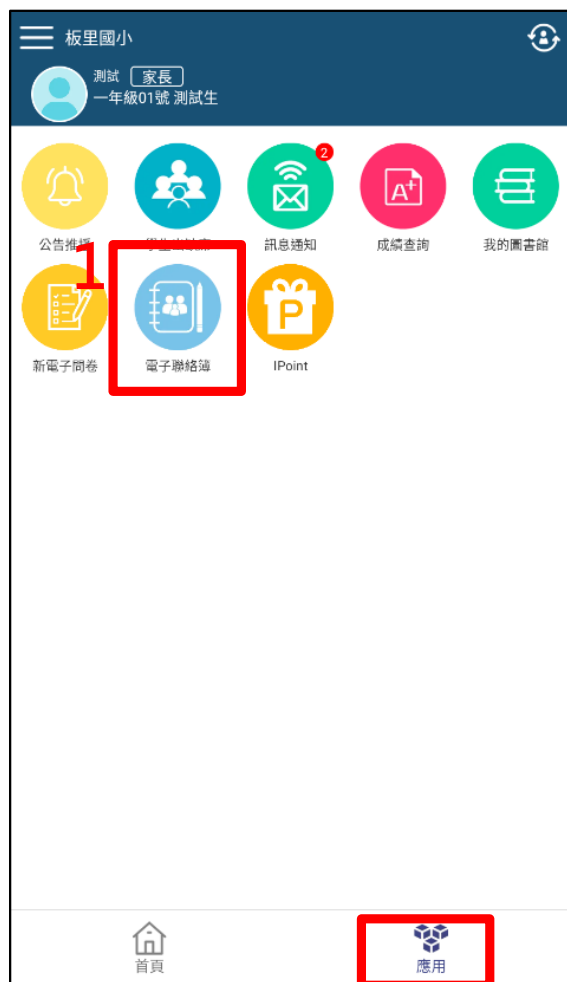 板里國小
測試 家長
一年級01號 測試生
2
A+
公告推播
訊息通知
成績查詢
我的圖書館
1
P
新電子問卷
電子聯絡簿
IPoint
首頁
應用